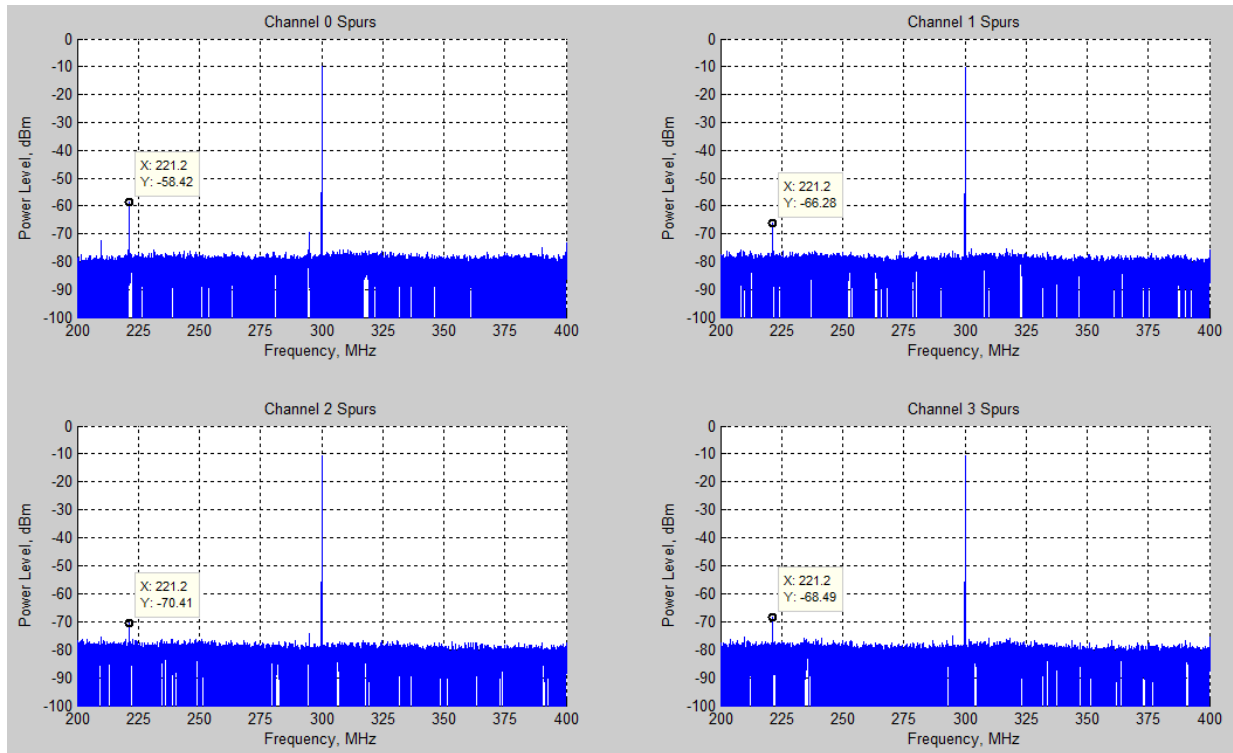 Channel 0 Spurs
0
-10
-20
-30
-40
-50
-60
-70
-80
-90
-100
Power Level, dBm
X: 221.2
Y: -58.42
200 225 250 275 300 325 350 375 400
Frequency, MHz
Channel 1 Spurs
0
-10
-20
-30
-40
-50
-60
-70
-80
-90
-100
Power Level, dBm
X: 221.2
Y: -66.28
200 225 250 275 300 325 350 375 400
Frequency, MHz
Channel 2 Spurs
0
-10
-20
-30
-40
-50
-60
-70
-80
-90
-100
Power Level, dBm
X: 221.2
Y: -70.41
200 225 250 275 300 325 350 375 400
Frequency, MHz
Channel 3 Spurs
0
-10
-20
-30
-40
-50
-60
-70
-80
-90
-100
Power Level, dBm
X: 221.2
Y: -68.49
200 225 250 275 300 325 350 375 400
Frequency, MHz